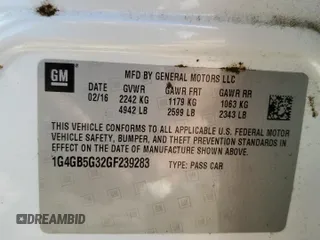 GM
MFD BY GENERAL MOTORS LLC
DATE GVWR GAWR FRT GAWR RR
02/16 2242 KG 1179 KG 1063 KG
4942 LB 2599 LB 2343 LB
THIS VEHICLE CONFORMS TO ALL APPLICABLE U.S. FEDERAL MOTOR
VEHICLE SAFETY, BUMPER, AND THEFT PREVENTION STANDARDS IN
EFFECT ON THE DATE OF MANUFACTURE SHOWN ABOVE.
1G4GB5G32GF239283 TYPE: PASS CAR
DREAMBID